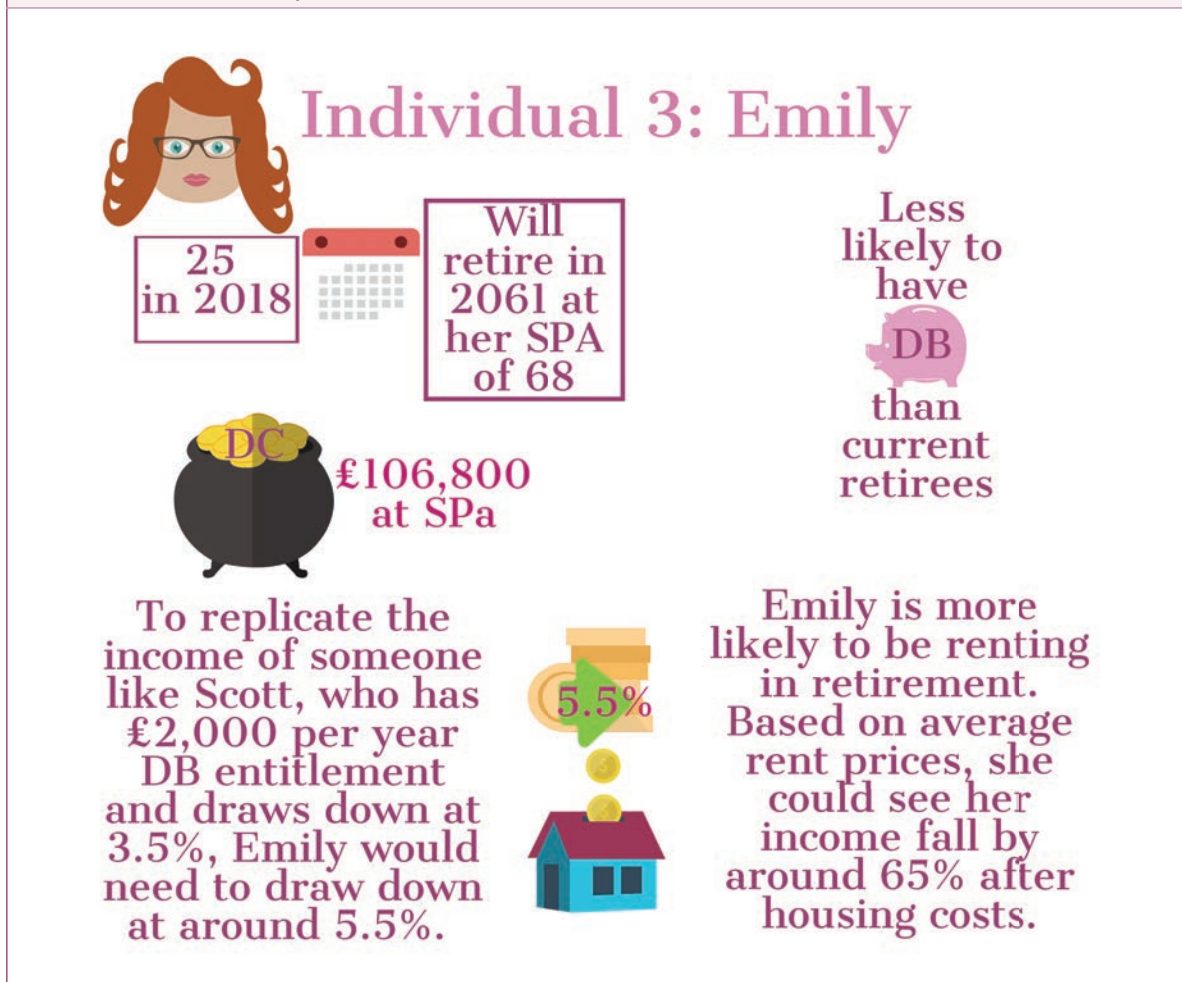 Individual 3: Emily
25
in 2018
Will
retire in
2061 at
her SPA
of 68
Less
likely to
have
DB
than
current
retirees
DC
£106,800
at SPa
To replicate the
income of someone
like Scott, who has
£2,000 per year
DB entitlement
and draws down at
3.5%, Emily would
need to draw down
at around 5.5%.
5.5%
Emily is more
likely to be renting
in retirement.
Based on average
rent prices, she
could see her
income fall by
around 65% after
housing costs.